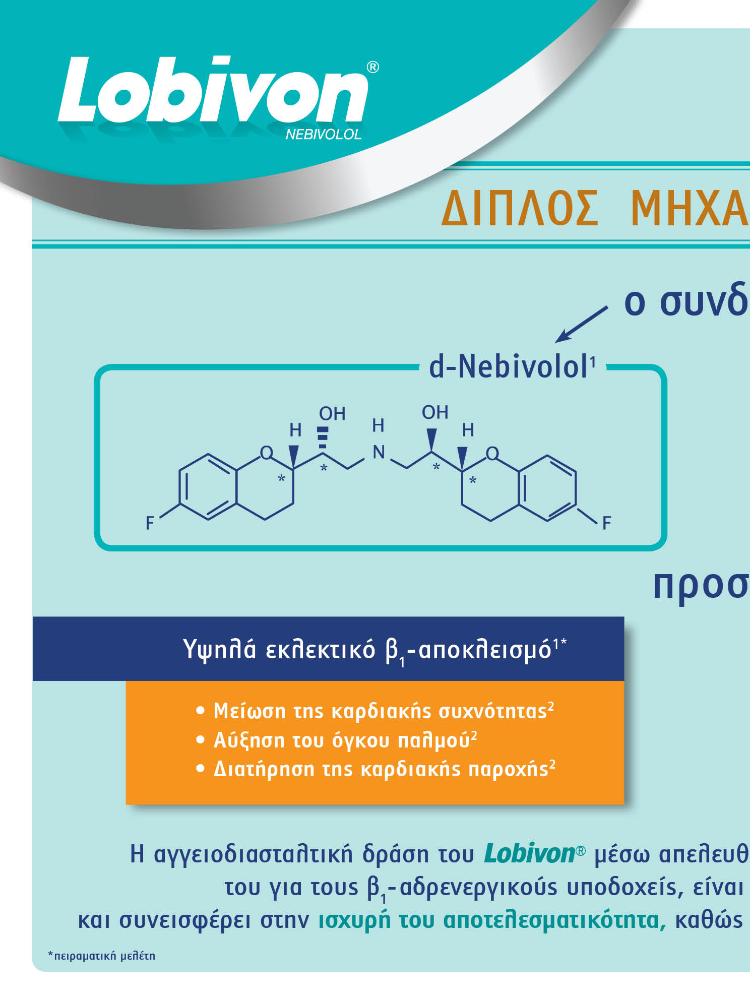 Lobivon®
NEBIVOLOL
ΔΙΠΛΟΣ ΜΗΧΑ
ο συνδ
d-Nebivolol¹
OH
H
H
OH
H
O
*
*
N
*
*
O
F
F
προσ
Υψηλά εκλεκτικό β₁-αποκλεισμό¹*
• Μείωση της καρδιακής συχνότητας²
• Αύξηση του όγκου παλμού²
• Διατήρηση της καρδιακής παροχής²
Η αγγειοδιασταλτική δράση του Lobivon® μέσω απελευθ
του για τους β₁-αδρενεργικούς υποδοχείς, είναι
και συνεισφέρει στην ισχυρή του αποτελεσματικότητα, καθώς
*πειραματική μελέτη